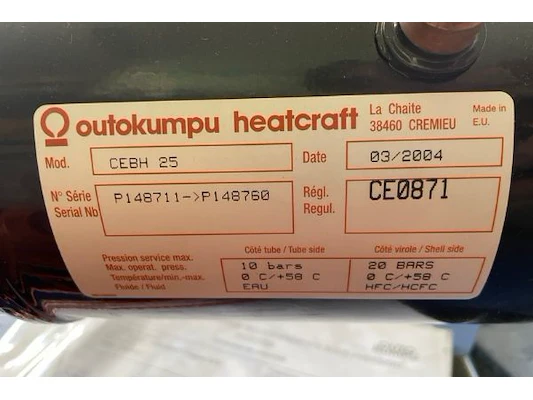 outokumpu heatcraft
La Chaite
38460 CREMIEU
Made in
E.U.
Mod. CEBH 25
Date 03/2004
N° Série
Serial Nb
P148711->P148760
Régl.
Regul.
CE0871
Côté tube / Tube side
Côté virole / Shell side
Pression service max.
Max. operat. press.
10 bars
20 BARS
Température/min.-max.
0 C/+58 C
0 C/+58 C
Fluide / Fluid
EAU
HFC/HCFC